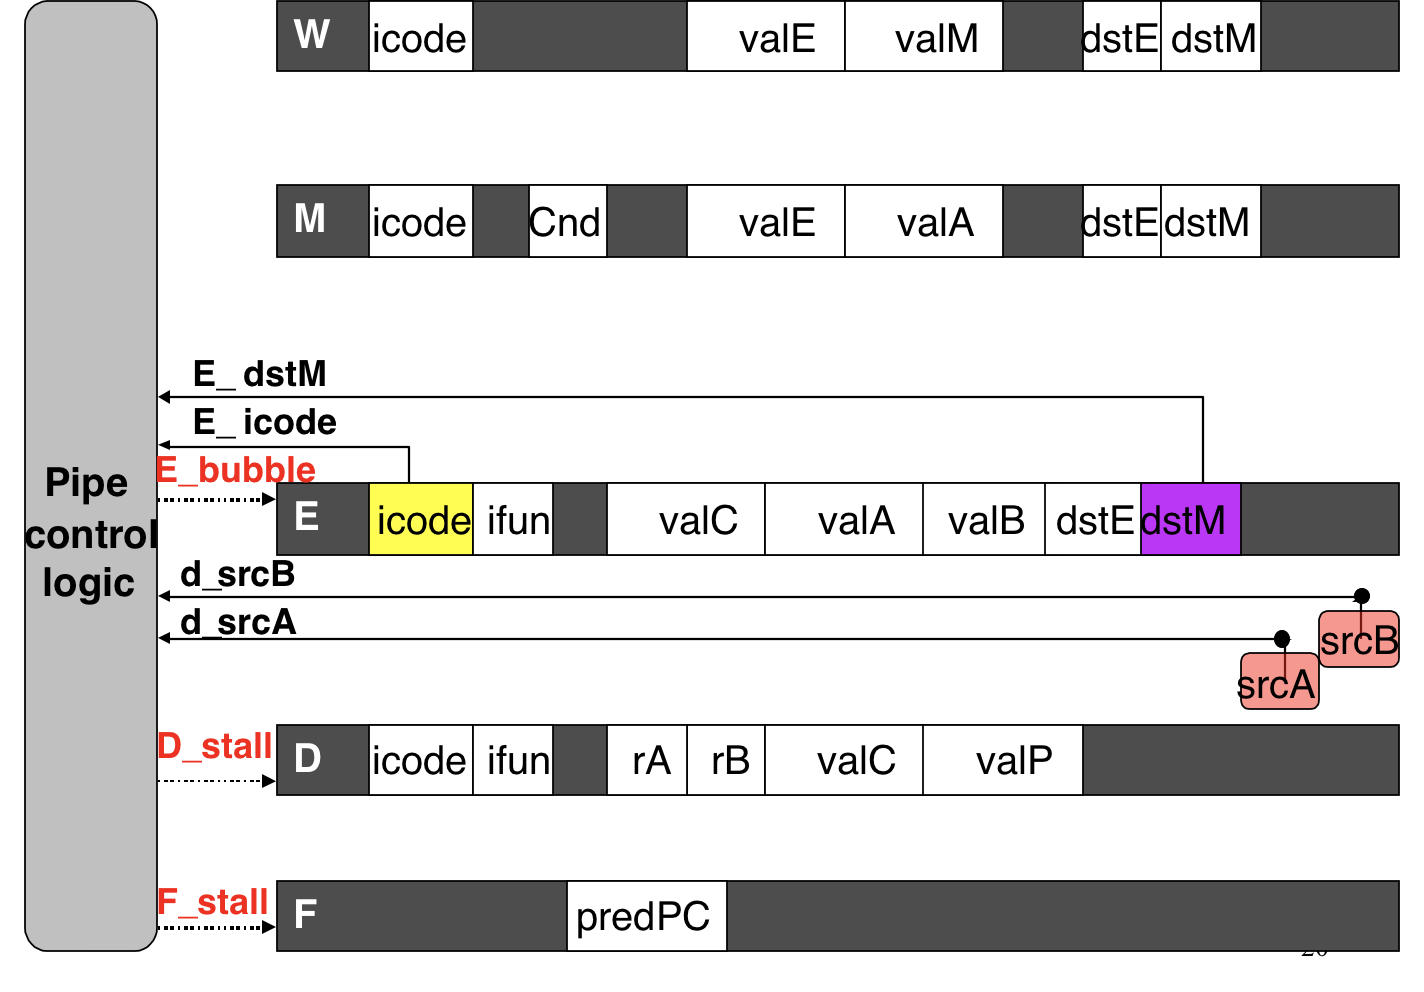 W icode valE valM dstE dstM
M icode Cnd valE valA dstE dstM
E_ dstM
E_ icode
E_bubble
E icode ifun valC valA valB dstE dstM
Pipe
control
logic
d_srcB
d_srcA
srcB
srcA
D_stall
D icode ifun rA rB valC valP
F_stall
F predPC